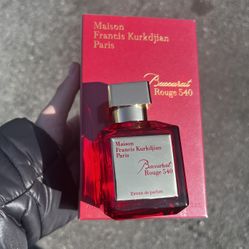 Maison
Francis Kurkdjian
Paris
Baccarat
Rouge 540
Maison
Francis Kurkdjian
Paris
Baccarat
Rouge 540
Extrait de parfum